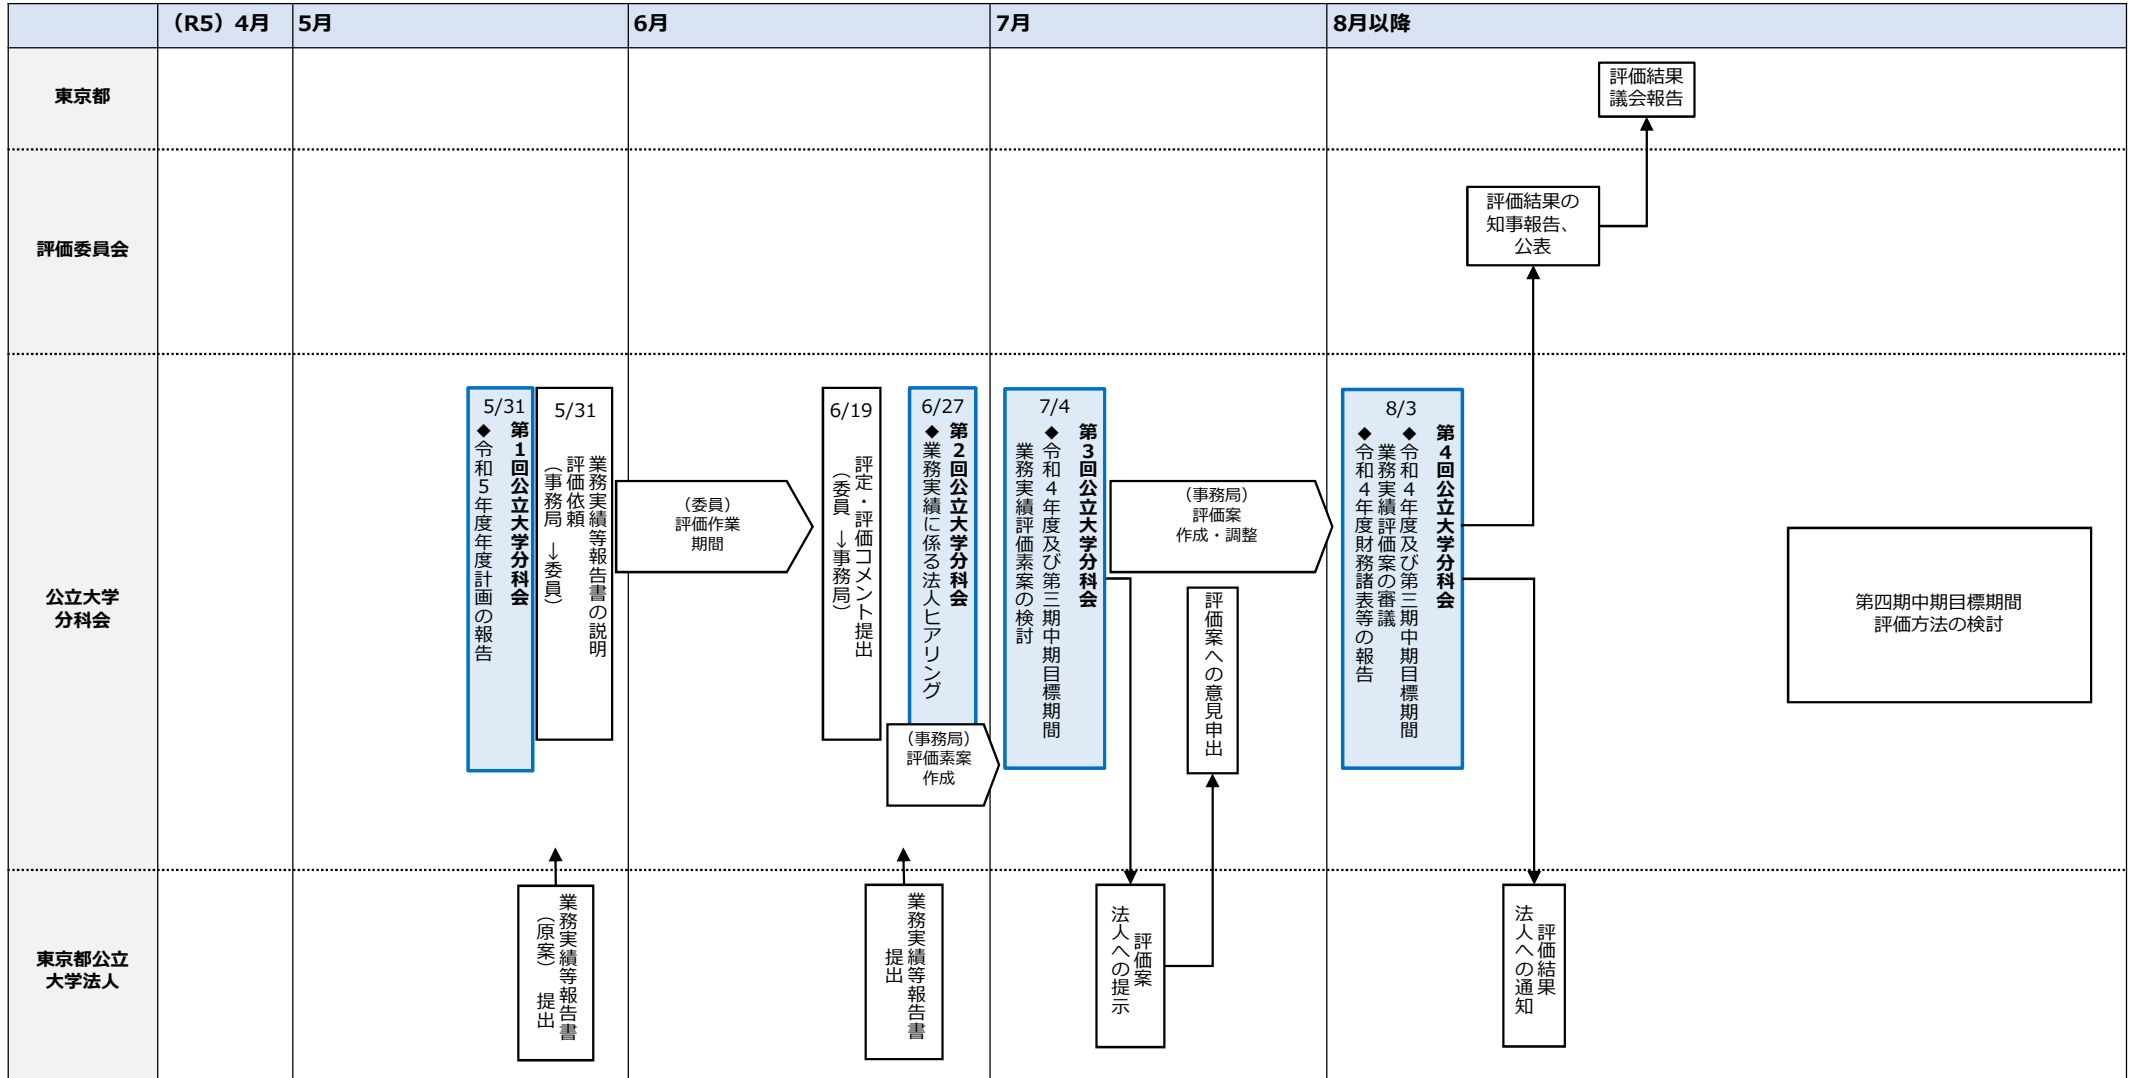 （R5）4月
5月
6月
7月
8月以降
東京都
評価結果
議会報告
評価委員会
評価結果の
知事報告、
公表
公立大学
分科会
5/31
第１回公立大学分科会
◆令和５年度年度計画の報告
5/31
業務実績等報告書の説明
評価依頼
（事務局　→委員）
（委員）
評価作業
期間
6/19
評定・評価コメント提出
（委員　→事務局）
6/27
第２回公立大学分科会
◆業務実績に係る法人ヒアリング
（事務局）
評価素案
作成
7/4
第３回公立大学分科会
◆令和４年度及び第三期中期目標期間
業務実績評価素案の検討
（事務局）
評価案
作成・調整
評価案への意見申出
8/3
第４回公立大学分科会
◆令和４年度及び第三期中期目標期間
業務実績評価案の審議
◆令和４年度財務諸表等の報告
第四期中期目標期間
評価方法の検討
東京都公立
大学法人
業務実績等報告書
（原案）　提出
業務実績等報告書
提出
評価案
法人への提示
評価結果
法人への通知